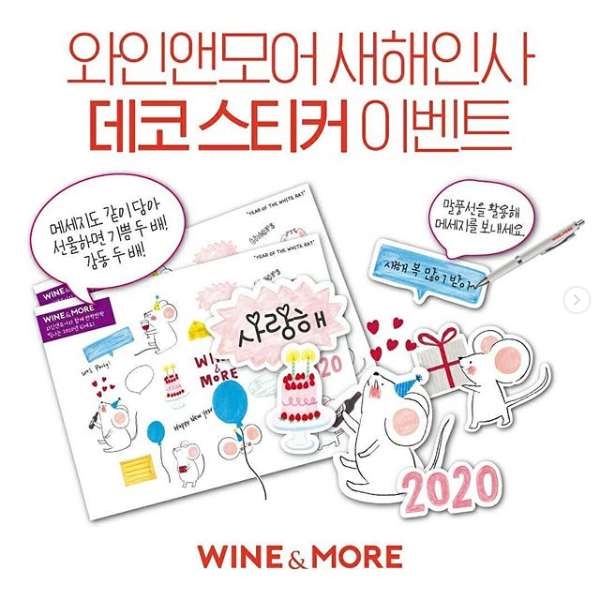 와인앤모어 새해인사
데코 스티커 이벤트
메세지도 같이 담아
선물하면 기쁨 두 배!
감동 두 배!
말풍선을 활용해
메세지를 보내세요.
"YEAR OF THE WHITE RAT"
"YEAR OF THE WHITE RAT"
새해 복 많이 받아
WINE & MORE
사랑해
Let's Party!
WINE
& MORE
2020
Happy New year
2020
WINE & MORE